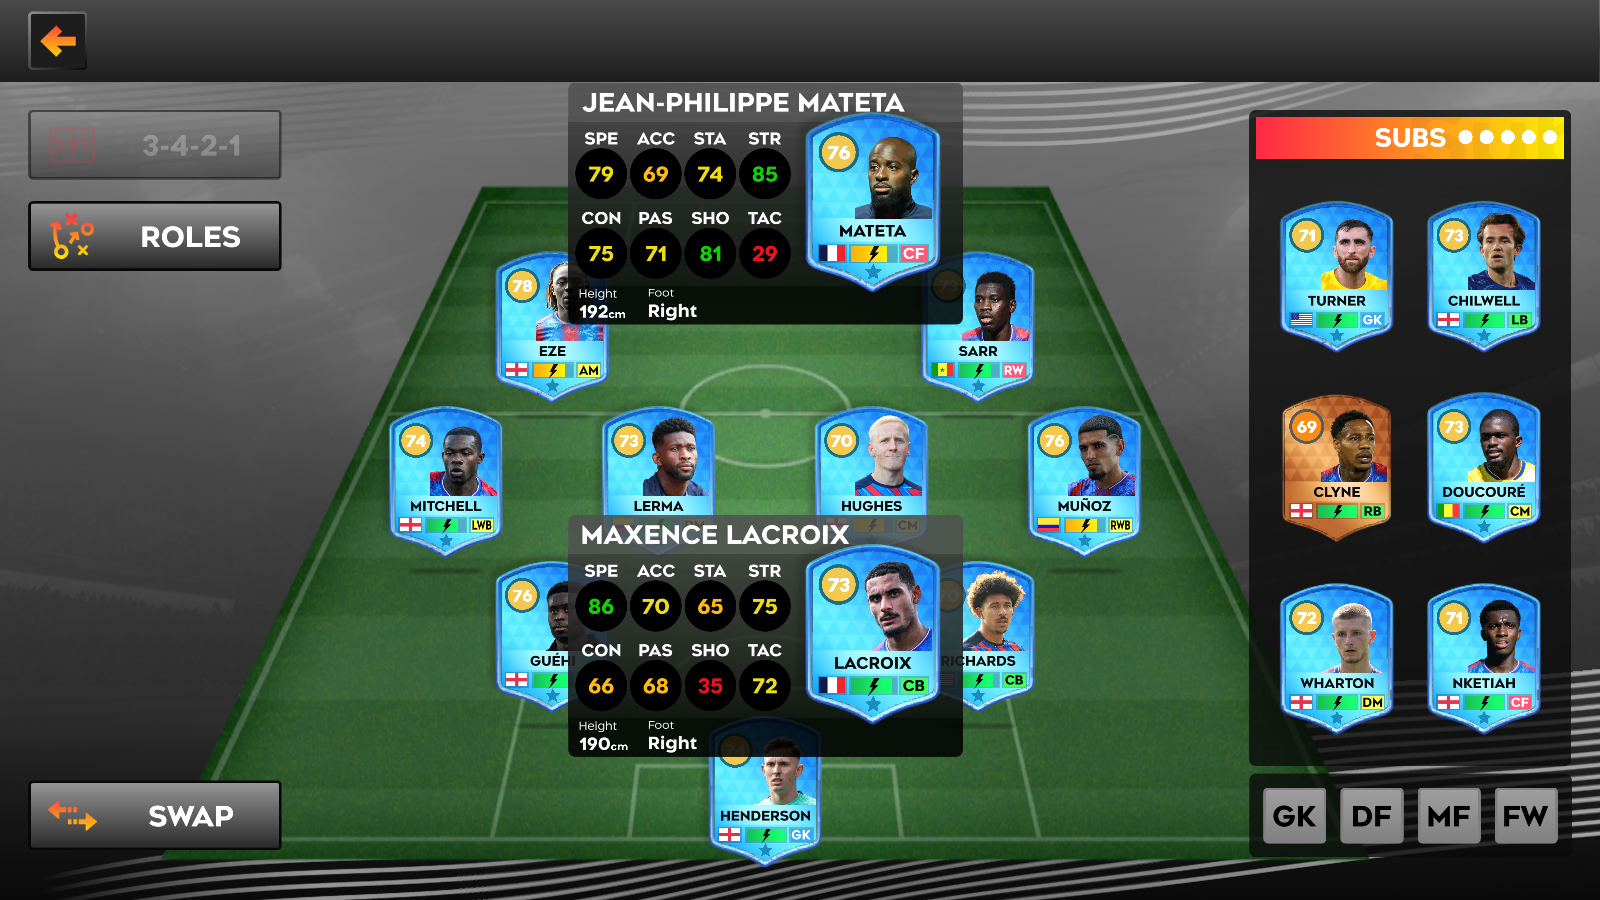 3-4-2-1
ROLES
JEAN-PHILIPPE MATETA
SPE ACC STA STR
79 69 74 85
CON PAS SHO TAC
75 71 81 29
Height Foot
192cm Right
76
MATETA
CF
78
EZE
AM
SARR
RW
74
MITCHELL
LWB
73
LERMA
70
HUGHES
CM
76
MUÑOZ
RWB
MAXENCE LACROIX
SPE ACC STA STR
86 70 65 75
CON PAS SHO TAC
66 68 35 72
Height Foot
190cm Right
73
LACROIX
CB
76
GUÉHI
RICHARDS
CB
74
HENDERSON
GK
SWAP
SUBS
71
TURNER
GK
73
CHILWELL
LB
69
CLYNE
RB
73
DOUCOURÉ
CM
72
WHARTON
DM
71
NKETIAH
CF
GK DF MF FW